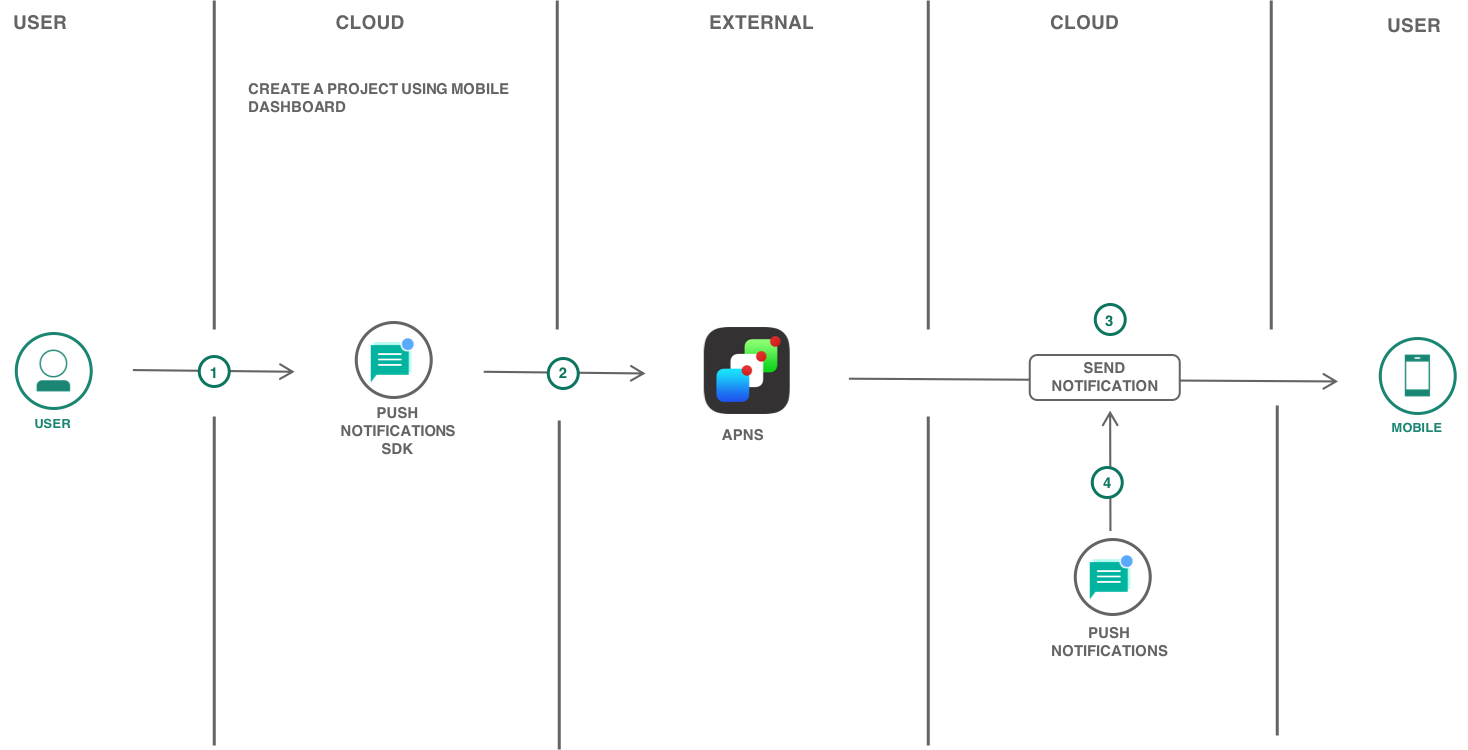 USER
CLOUD
EXTERNAL
CLOUD
USER
CREATE A PROJECT USING MOBILE
DASHBOARD
1
2
3
4
USER
PUSH
NOTIFICATIONS
SDK
APNS
SEND
NOTIFICATION
MOBILE
PUSH
NOTIFICATIONS